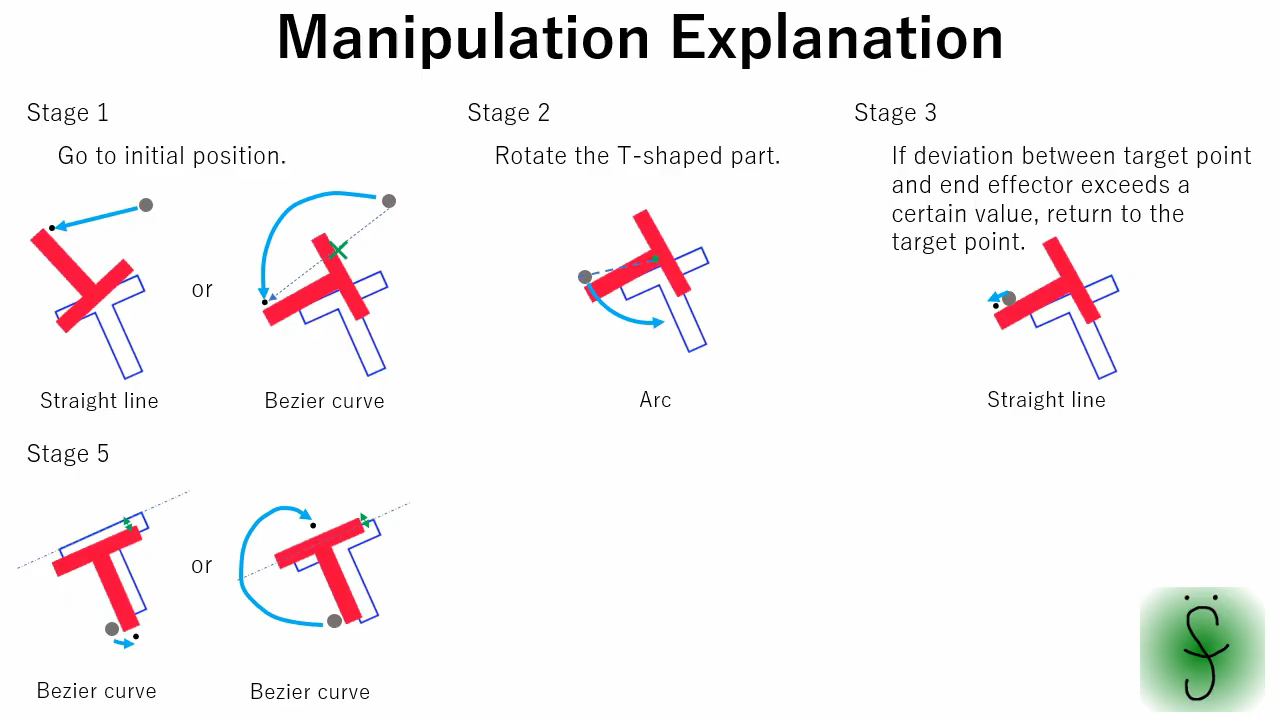 Manipulation Explanation
Stage 1
Go to initial position.
or
Straight line
Bezier curve
Stage 2
Rotate the T-shaped part.
Arc
Stage 3
If deviation between target point
and end effector exceeds a
certain value, return to the
target point.
Straight line
Stage 5
or
Bezier curve
Bezier curve